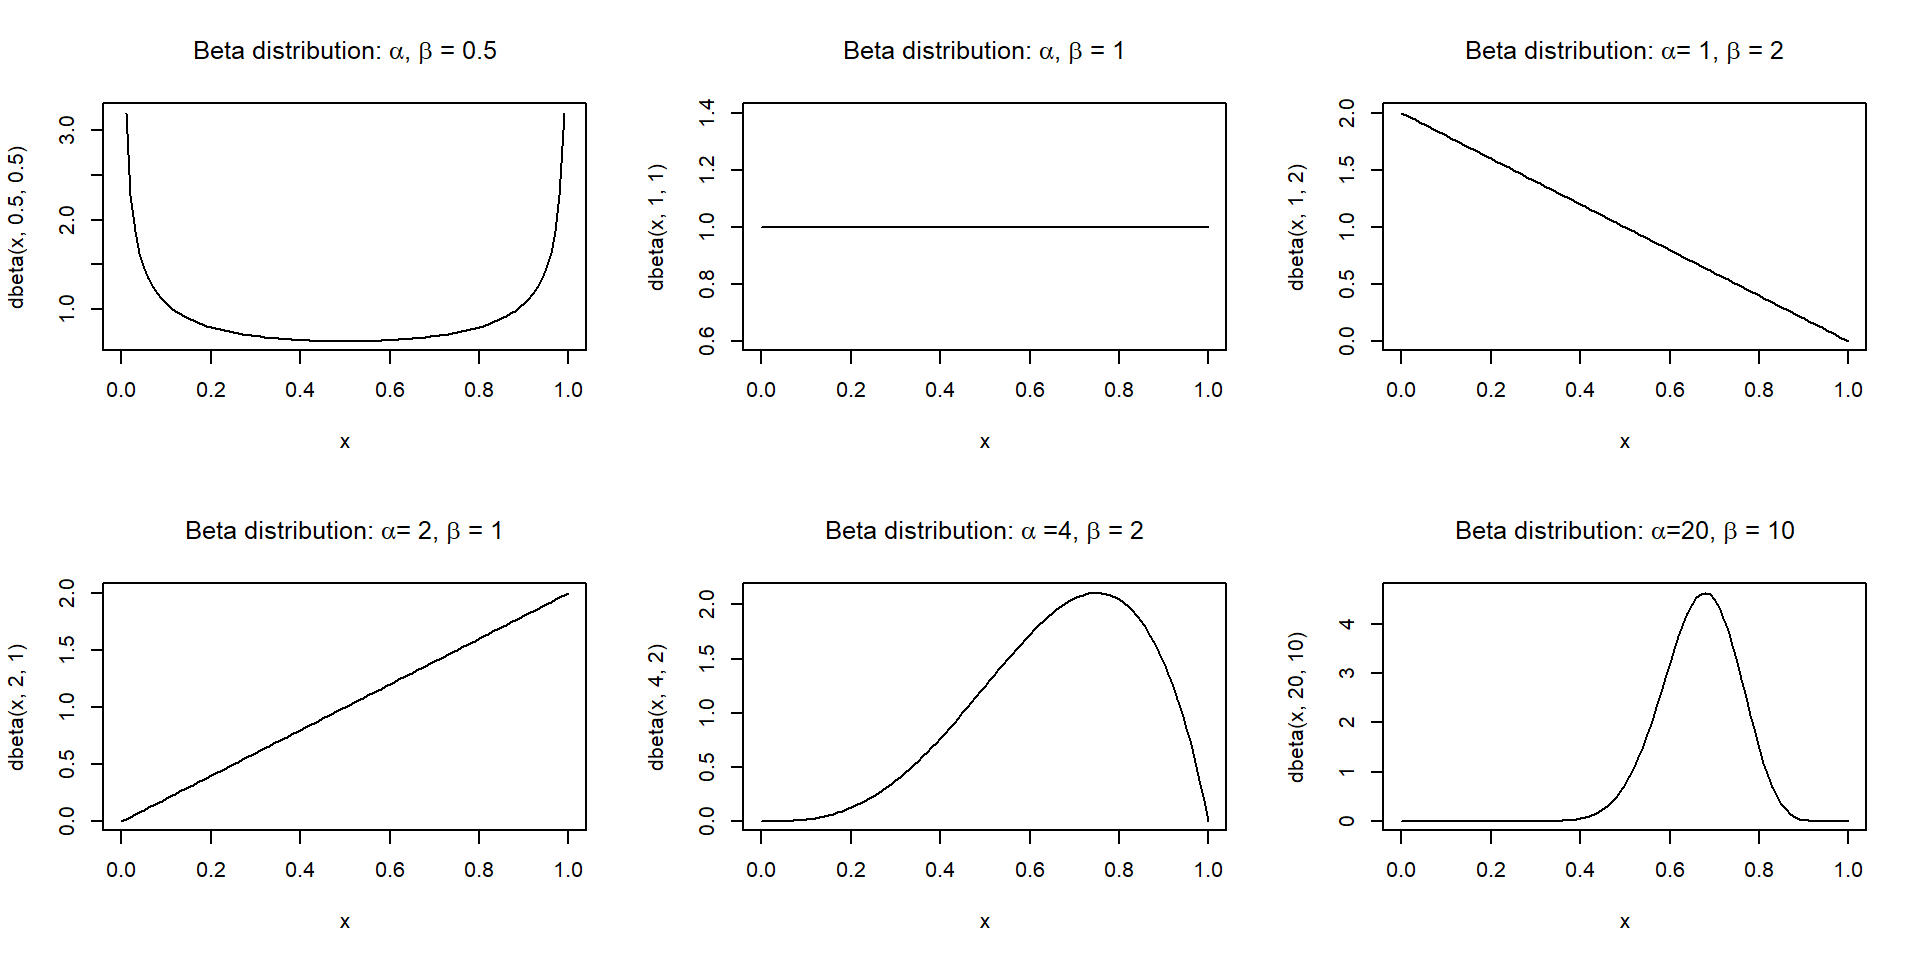 Beta distribution: α, β = 0.5
dbeta(x, 0.5, 0.5)
3.0
2.0
1.0
0.0 0.2 0.4 0.6 0.8 1.0
x
Beta distribution: α, β = 1
dbeta(x, 1, 1)
1.4
1.2
1.0
0.8
0.6
0.0 0.2 0.4 0.6 0.8 1.0
x
Beta distribution: α= 1, β = 2
dbeta(x, 1, 2)
2.0
1.5
1.0
0.5
0.0
0.0 0.2 0.4 0.6 0.8 1.0
x
Beta distribution: α= 2, β = 1
dbeta(x, 2, 1)
2.0
1.5
1.0
0.5
0.0
0.0 0.2 0.4 0.6 0.8 1.0
x
Beta distribution: α =4, β = 2
dbeta(x, 4, 2)
2.0
1.5
1.0
0.5
0.0
0.0 0.2 0.4 0.6 0.8 1.0
x
Beta distribution: α=20, β = 10
dbeta(x, 20, 10)
4
3
2
1
0
0.0 0.2 0.4 0.6 0.8 1.0
x